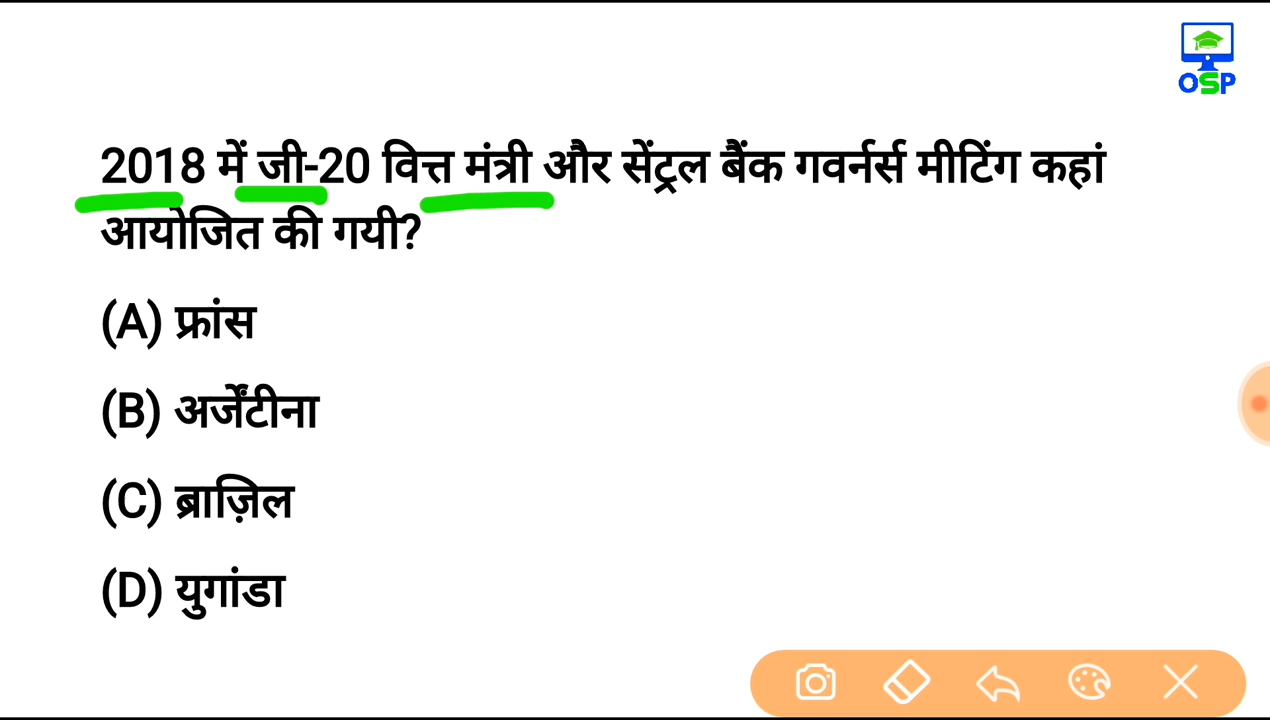 OSP
2018 में जी-20 वित्त मंत्री और सेंट्रल बैंक गवर्नर्स मीटिंग कहां
आयोजित की गयी?
(A) फ्रांस
(B) अर्जेंटीना
(C) ब्राज़िल
(D) युगांडा